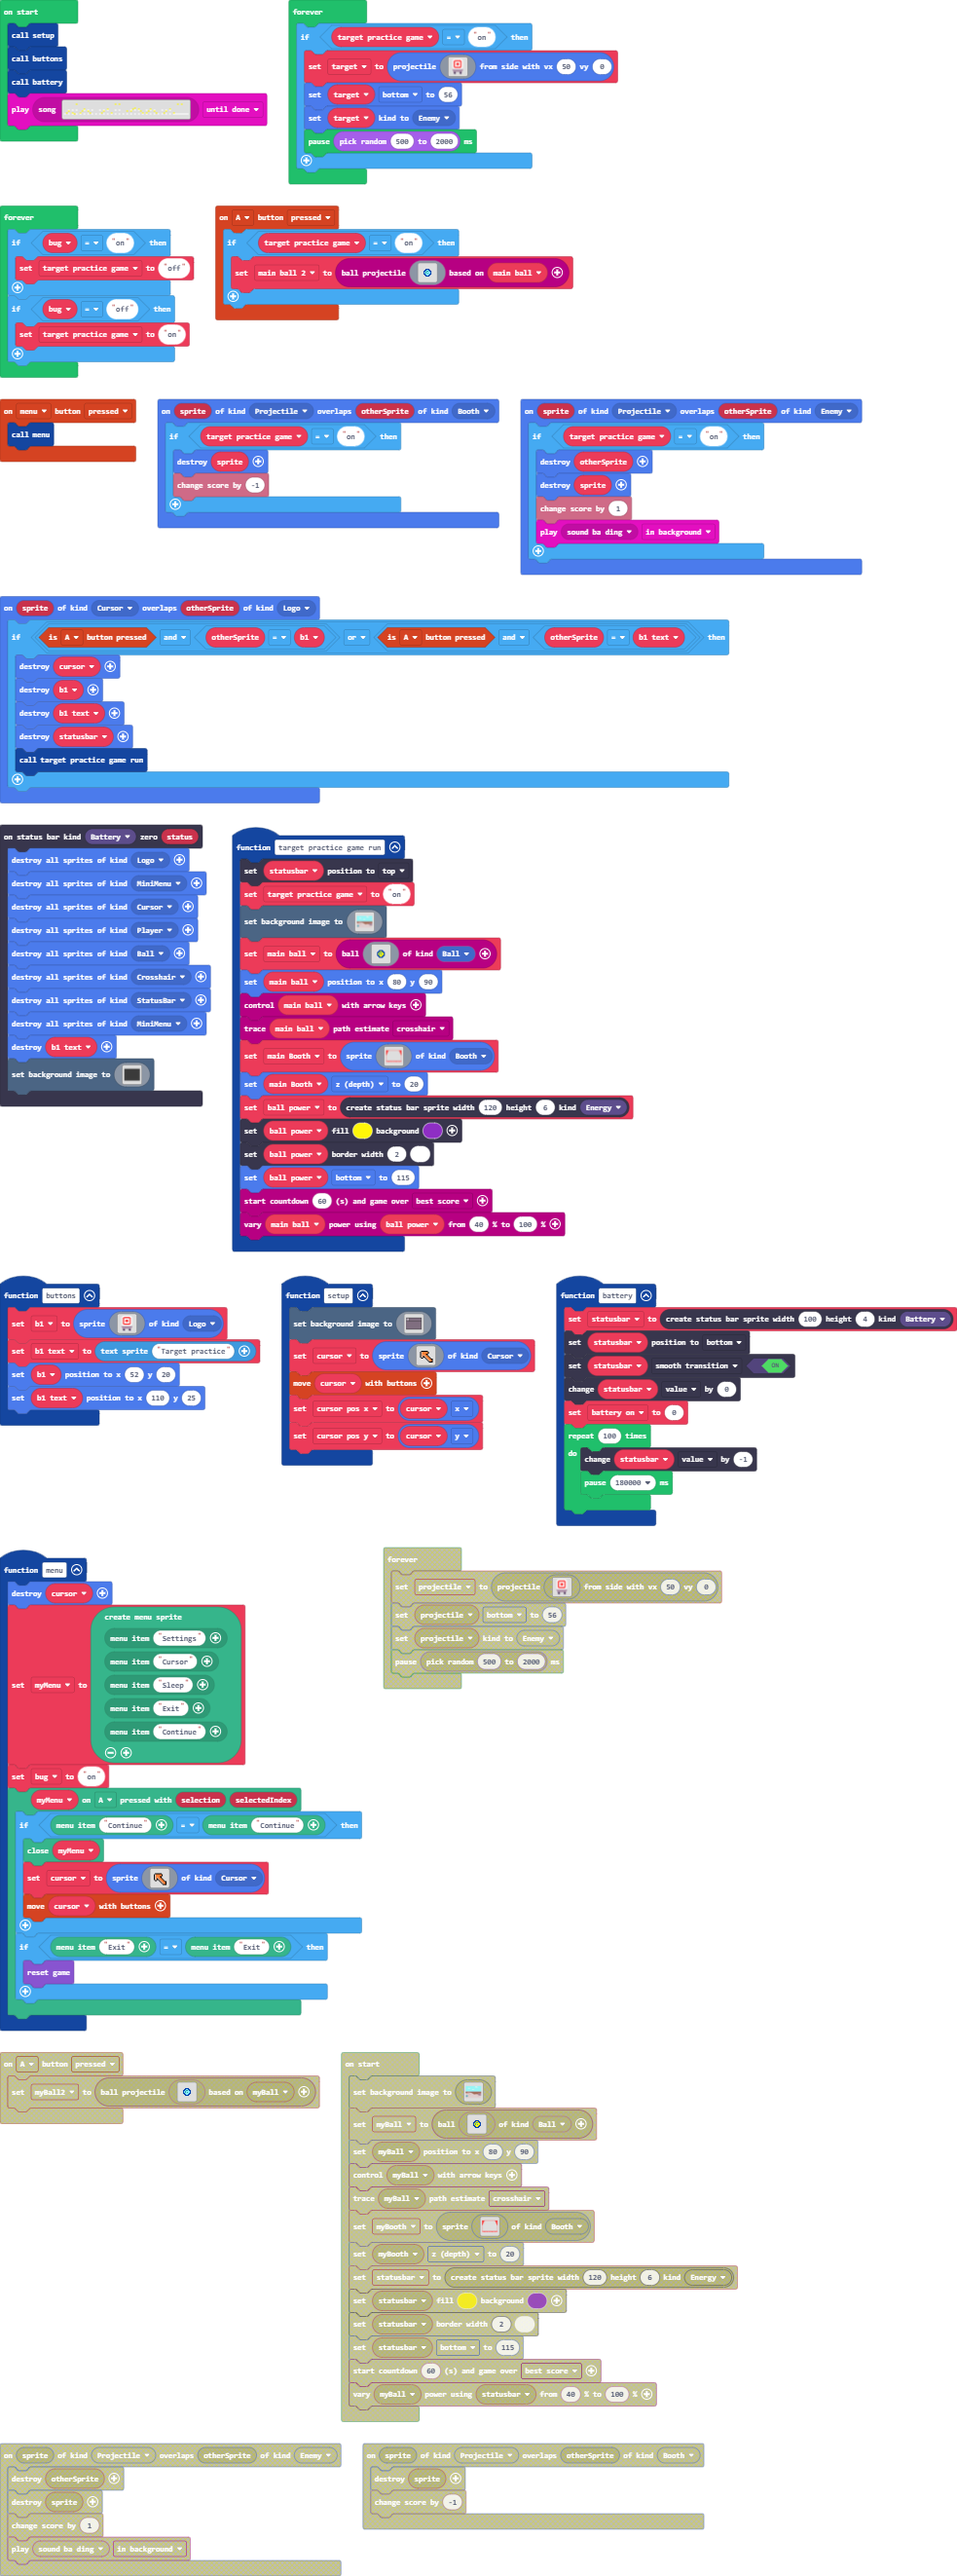 on start
call setup
call buttons
call battery
play song until done
forever
if target practice game = "on" then
set target to projectile from side with vx 50 vy 0
set target bottom to 56
set target kind to Enemy
pause pick random 500 to 2000 ms
forever
if bug = "on" then
set target practice game to "off"
if bug = "off" then
set target practice game to "on"
on A button pressed
if target practice game = "on" then
set main ball 2 to ball projectile based on main ball
on menu button pressed
call menu
on sprite of kind Projectile overlaps otherSprite of kind Booth
if target practice game = "on" then
destroy sprite
change score by -1
on sprite of kind Projectile overlaps otherSprite of kind Enemy
if target practice game = "on" then
destroy otherSprite
destroy sprite
change score by 1
play sound ba ding in background
on sprite of kind Cursor overlaps otherSprite of kind Logo
if is A button pressed and otherSprite = b1 or is A button pressed and otherSprite = b1 text then
destroy cursor
destroy b1
destroy b1 text
destroy statusbar
call target practice game run
on status bar kind Battery zero status
destroy all sprites of kind Logo
destroy all sprites of kind MiniMenu
destroy all sprites of kind Cursor
destroy all sprites of kind Player
destroy all sprites of kind Ball
destroy all sprites of kind Crosshair
destroy all sprites of kind StatusBar
destroy all sprites of kind MiniMenu
destroy b1 text
set background image to
function target practice game run
set statusbar position to top
set target practice game to "on"
set background image to
set main ball to ball of kind Ball
set main ball position to x 80 y 90
control main ball with arrow keys
trace main ball path estimate crosshair
set main Booth to sprite of kind Booth
set main Booth z (depth) to 20
set ball power to create status bar sprite width 120 height 6 kind Energy
set ball power fill background
set ball power border width 2
set ball power bottom to 115
start countdown 60 (s) and game over best score
vary main ball power using ball power from 40 % to 100 %
function buttons
set b1 to sprite of kind Logo
set b1 text to text sprite "Target practice"
set b1 position to x 52 y 20
set b1 text position to x 110 y 25
function setup
set background image to
set cursor to sprite of kind Cursor
move cursor with buttons
set cursor pos x to cursor x
set cursor pos y to cursor y
function battery
set statusbar to create status bar sprite width 100 height 4 kind Battery
set statusbar position to bottom
set statusbar smooth transition ON
change statusbar value by 0
set battery on to 0
repeat 100 times
do change statusbar value by -1
pause 180000 ms
function menu
destroy cursor
create menu sprite
menu item "Settings"
menu item "Cursor"
set myMenu to menu item "Sleep"
menu item "Exit"
menu item "Continue"
set bug to "on"
myMenu on A pressed with selection selectedIndex
if menu item "Continue" = menu item "Continue" then
close myMenu
set cursor to sprite of kind Cursor
move cursor with buttons
if menu item "Exit" = menu item "Exit" then
reset game
forever
set projectile to projectile from side with vx 50 vy 0
set projectile bottom to 56
set projectile kind to Enemy
pause pick random 500 to 2000 ms
on A button pressed
set myBall2 to ball projectile based on myBall
on start
set background image to
set myBall to ball of kind Ball
set myBall position to x 80 y 90
control myBall with arrow keys
trace myBall path estimate crosshair
set myBooth to sprite of kind Booth
set myBooth z (depth) to 20
set statusbar to create status bar sprite width 120 height 6 kind Energy
set statusbar fill background
set statusbar border width 2
set statusbar bottom to 115
start countdown 60 (s) and game over best score
vary myBall power using statusbar from 40 % to 100 %
on sprite of kind Projectile overlaps otherSprite of kind Enemy
destroy otherSprite
destroy sprite
change score by 1
play sound ba ding in background
on sprite of kind Projectile overlaps otherSprite of kind Booth
destroy sprite
change score by -1